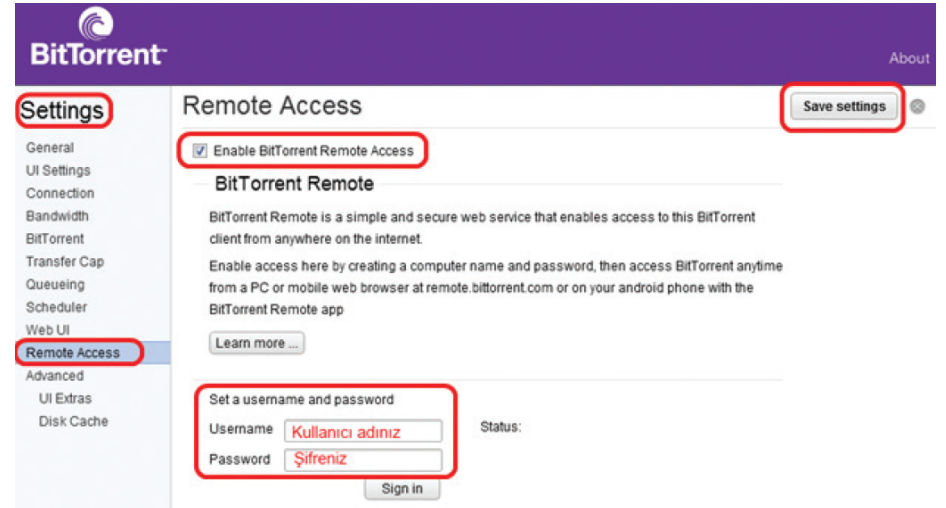 BitTorrent™
About
Settings
General
UI Settings
Connection
Bandwidth
BitTorrent
Transfer Cap
Queueing
Scheduler
Web UI
Remote Access
Advanced
UI Extras
Disk Cache
Remote Access
Save settings
Enable BitTorrent Remote Access
BitTorrent Remote
BitTorrent Remote is a simple and secure web service that enables access to this BitTorrent
client from anywhere on the internet.
Enable access here by creating a computer name and password, then access BitTorrent anytime
from a PC or mobile web browser at remote.bittorrent.com or on your android phone with the
BitTorrent Remote app
Learn more ...
Set a username and password
Username Kullanıcı adınız
Status:
Password Şifreniz
Sign in